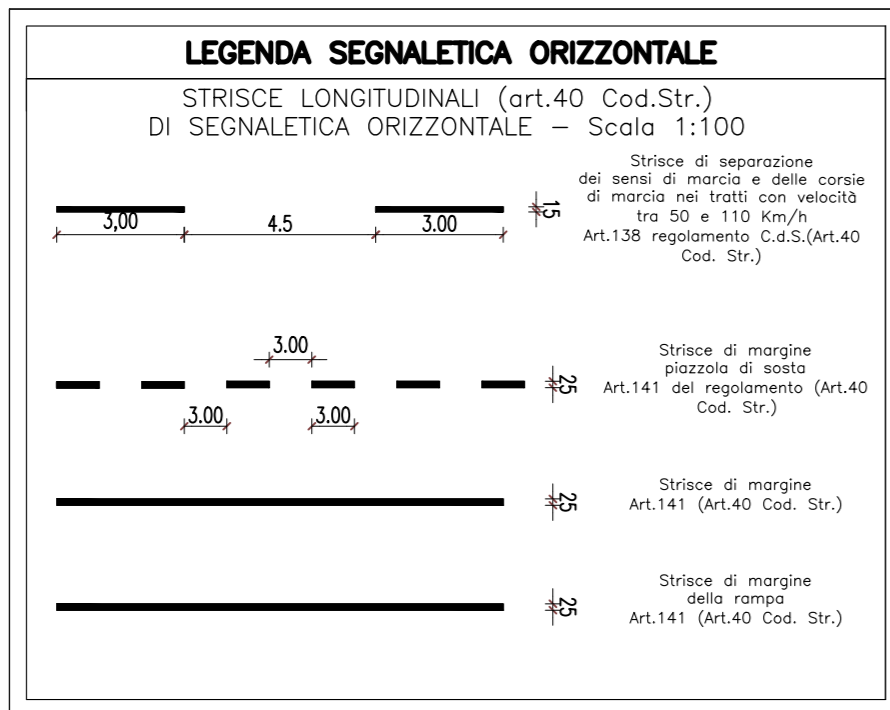 LEGENDA SEGNALETICA ORIZZONTALE
STRISCE LONGITUDINALI (art.40 Cod.Str.)
DI SEGNALETICA ORIZZONTALE – Scala 1:100
3,00
4.5
3.00
15
Strisce di separazione
dei sensi di marcia e delle corsie
di marcia nei tratti con velocità
tra 50 e 110 Km/h
Art.138 regolamento C.d.S.(Art.40
Cod. Str.)
3.00
3.00
3.00
25
Strisce di margine
piazzola di sosta
Art.141 del regolamento (Art.40
Cod. Str.)
25
Strisce di margine
Art.141 (Art.40 Cod. Str.)
25
Strisce di margine
della rampa
Art.141 (Art.40 Cod. Str.)